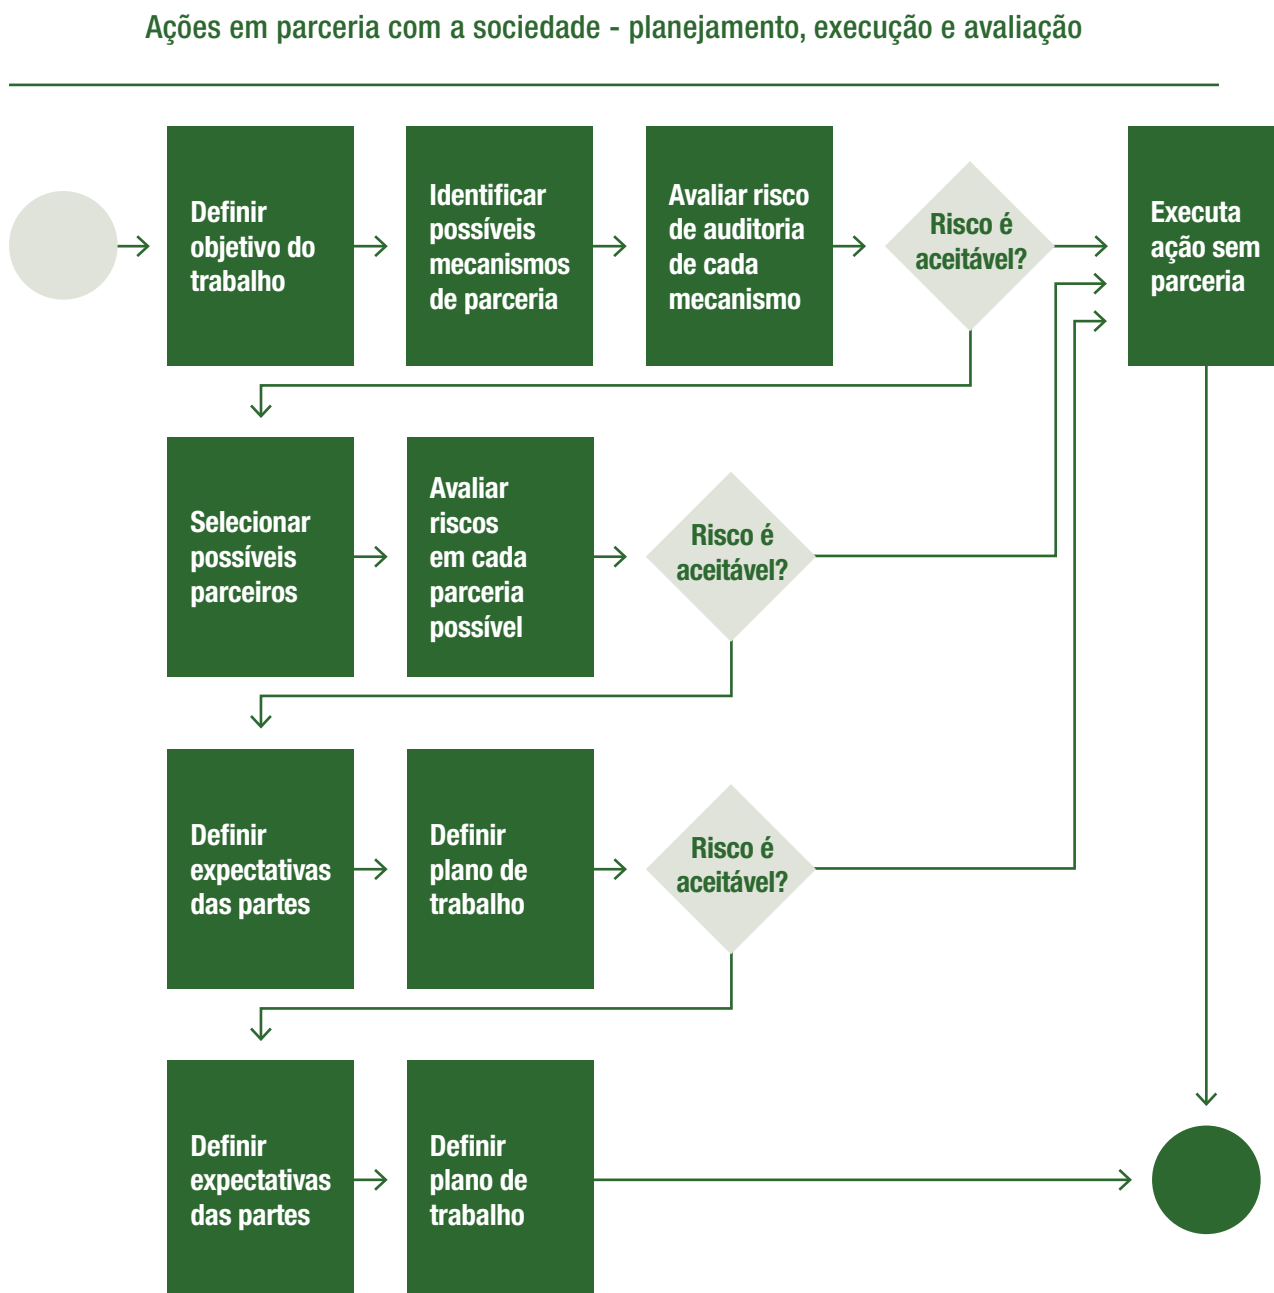 Ações em parceria com a sociedade - planejamento, execução e avaliação
Definir
objetivo do
trabalho
Identificar
possíveis
mecanismos
de parceria
Avaliar risco
de auditoria
de cada
mecanismo
Risco é
aceitável?
Executa
ação sem
parceria
Selecionar
possíveis
parceiros
Avaliar
riscos
em cada
parceria
possível
Risco é
aceitável?
Definir
expectativas
das partes
Definir
plano de
trabalho
Risco é
aceitável?
Definir
expectativas
das partes
Definir
plano de
trabalho